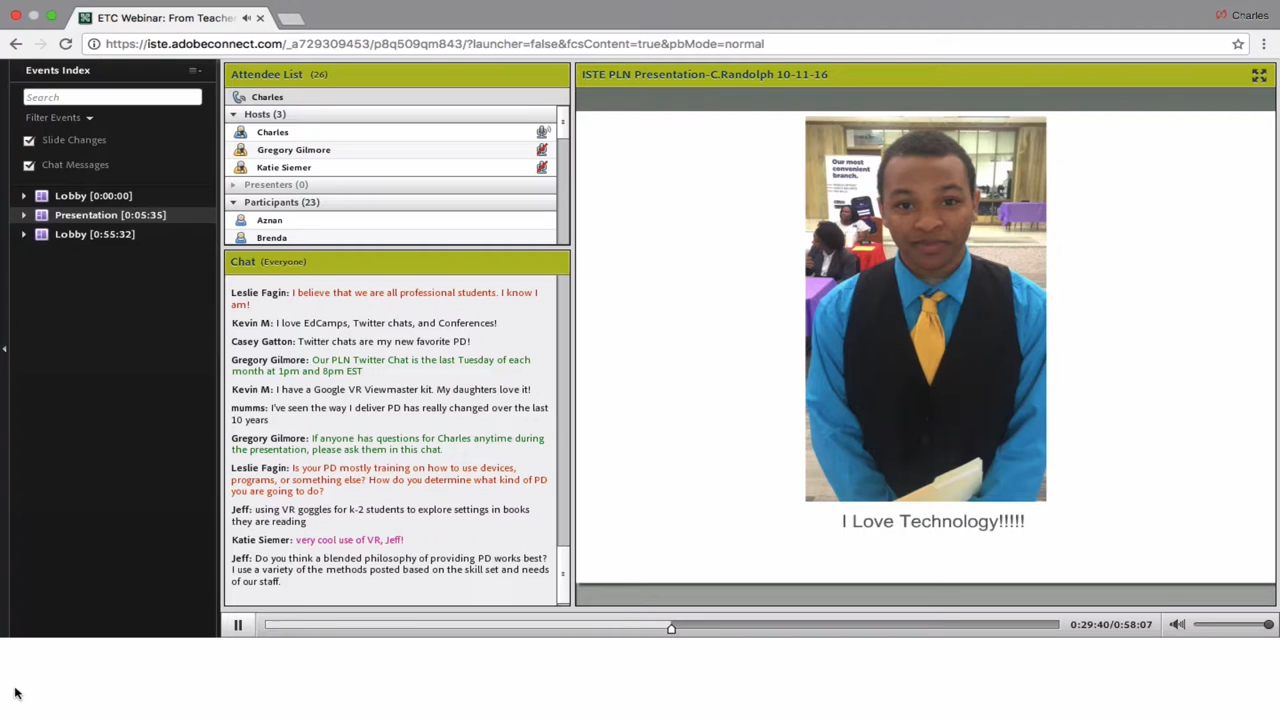 ETC Webinar: From Teache
Charles
https://iste.adobeconnect.com/_a729309453/p8q509qm843/?launcher=false&fcsContent=true&pbMode=normal
Events Index
Search
Filter Events
Slide Changes
Chat Messages
Lobby [0:00:00]
Presentation [0:05:35]
Lobby [0:55:32]
Attendee List (26)
Charles
Hosts (3)
Charles
Gregory Gilmore
Katie Siemer
Presenters (0)
Participants (23)
Aznan
Brenda
Chat (Everyone)
Leslie Fagin: I believe that we are all professional students. I know I
am!
Kevin M: I love EdCamps, Twitter chats, and Conferences!
Casey Gatton: Twitter chats are my new favorite PD!
Gregory Gilmore: Our PLN Twitter Chat is the last Tuesday of each
month at 1pm and 8pm EST
Kevin M: I have a Google VR Viewmaster kit. My daughters love it!
mumms: I've seen the way I deliver PD has really changed over the last
10 years
Gregory Gilmore: If anyone has questions for Charles anytime during
the presentation, please ask them in this chat.
Leslie Fagin: Is your PD mostly training on how to use devices,
programs, or something else? How do you determine what kind of PD
you are going to do?
Jeff: using VR goggles for k-2 students to explore settings in books
they are reading
Katie Siemer: very cool use of VR, Jeff!
Jeff: Do you think a blended philosophy of providing PD works best?
I use a variety of the methods posted based on the skill set and needs
of our staff.
ISTE PLN Presentation-C.Randolph 10-11-16
Our most
convenient
branch.
I Love Technology!!!!!
0:29:40/0:58:07